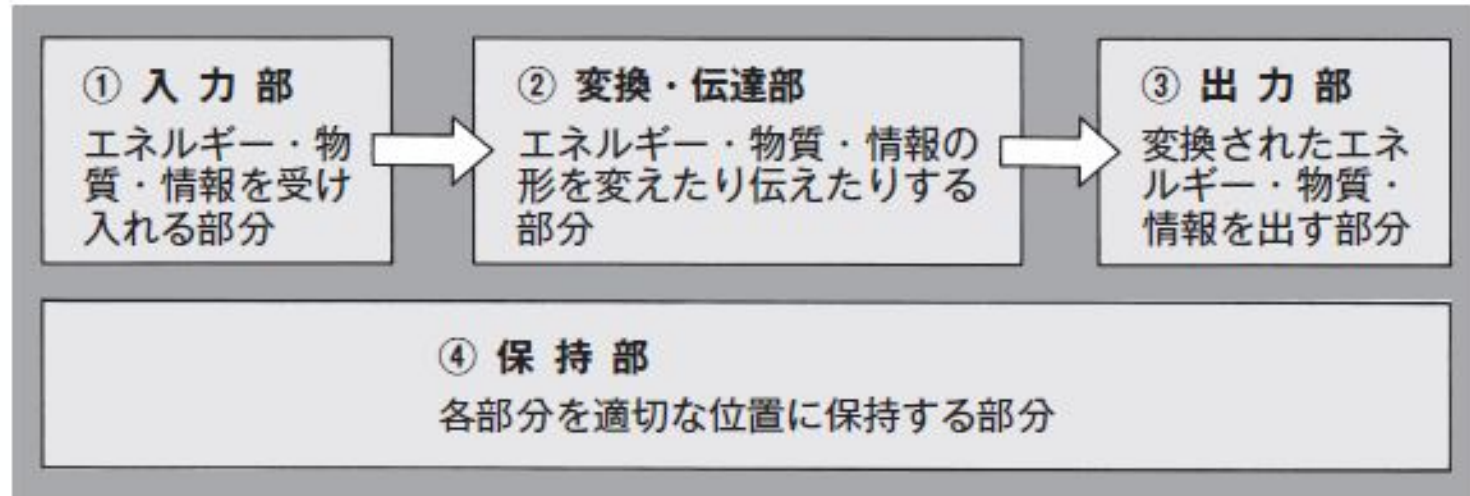 ① 入力部
エネルギー・物
質・情報を受け
入れる部分
② 変換・伝達部
エネルギー・物質・情報の
形を変えたり伝えたりする
部分
③ 出力部
変換されたエネ
ルギー・物質・
情報を出す部分
④ 保持部
各部分を適切な位置に保持する部分